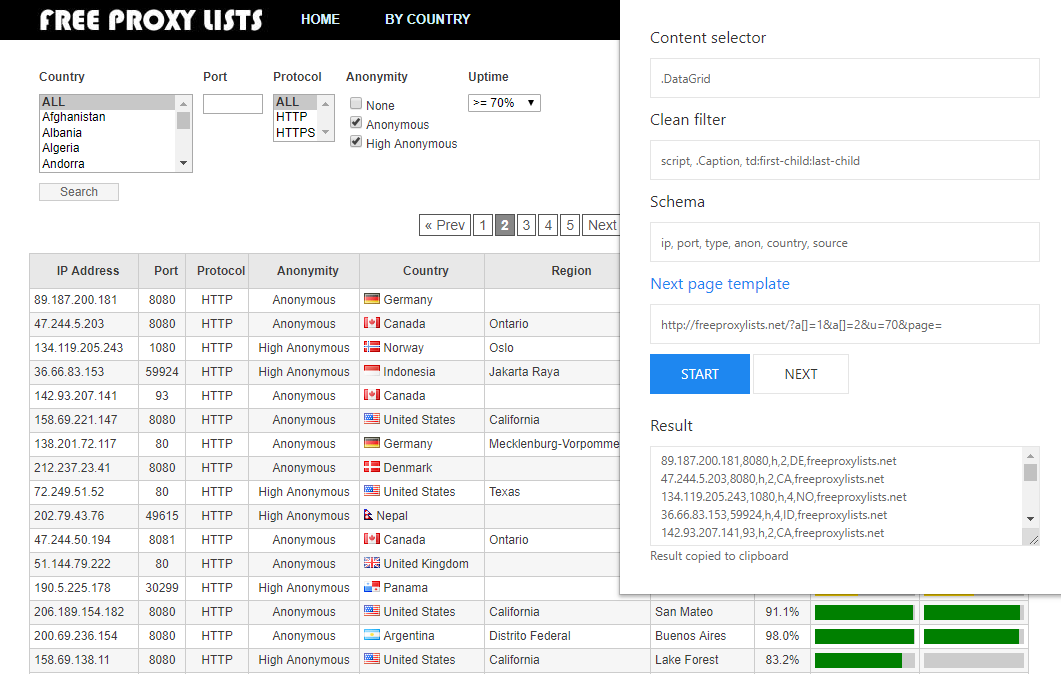 FREE PROXY LISTS HOME BY COUNTRY
Country Port Protocol Anonymity Uptime
ALL
Afghanistan
Albania
Algeria
Andorra
ALL
HTTP
HTTPS
None
Anonymous
High Anonymous
>= 70%
Search
« Prev 1 2 3 4 5 Next
IP Address Port Protocol Anonymity Country Region
89.187.200.181 8080 HTTP Anonymous Germany
47.244.5.203 8080 HTTP Anonymous Canada Ontario
134.119.205.243 1080 HTTP High Anonymous Norway Oslo
36.66.83.153 59924 HTTP High Anonymous Indonesia Jakarta Raya
142.93.207.141 93 HTTP Anonymous Canada
158.69.221.147 8080 HTTP Anonymous United States California
138.201.72.117 80 HTTP Anonymous Germany Mecklenburg-Vorpomme
212.237.23.41 8080 HTTP Anonymous Denmark
72.249.51.52 80 HTTP High Anonymous United States Texas
202.79.43.76 49615 HTTP High Anonymous Nepal
47.244.50.194 8081 HTTP Anonymous Canada Ontario
51.144.79.222 80 HTTP Anonymous United Kingdom
190.5.225.178 30299 HTTP High Anonymous Panama
206.189.154.182 8080 HTTP Anonymous United States California San Mateo 91.1%
200.69.236.154 8080 HTTP Anonymous Argentina Distrito Federal Buenos Aires 98.0%
158.69.138.11 8080 HTTP High Anonymous United States California Lake Forest 83.2%
Content selector
.DataGrid
Clean filter
script, .Caption, td:first-child:last-child
Schema
ip, port, type, anon, country, source
Next page template
http://freeproxylists.net/?a[]=1&a[]=2&u=70&page=
START NEXT
Result
89.187.200.181,8080,h,2,DE,freeproxylists.net
47.244.5.203,8080,h,2,CA,freeproxylists.net
134.119.205.243,1080,h,4,NO,freeproxylists.net
36.66.83.153,59924,h,4,ID,freeproxylists.net
142.93.207.141,93,h,2,CA,freeproxylists.net
Result copied to clipboard